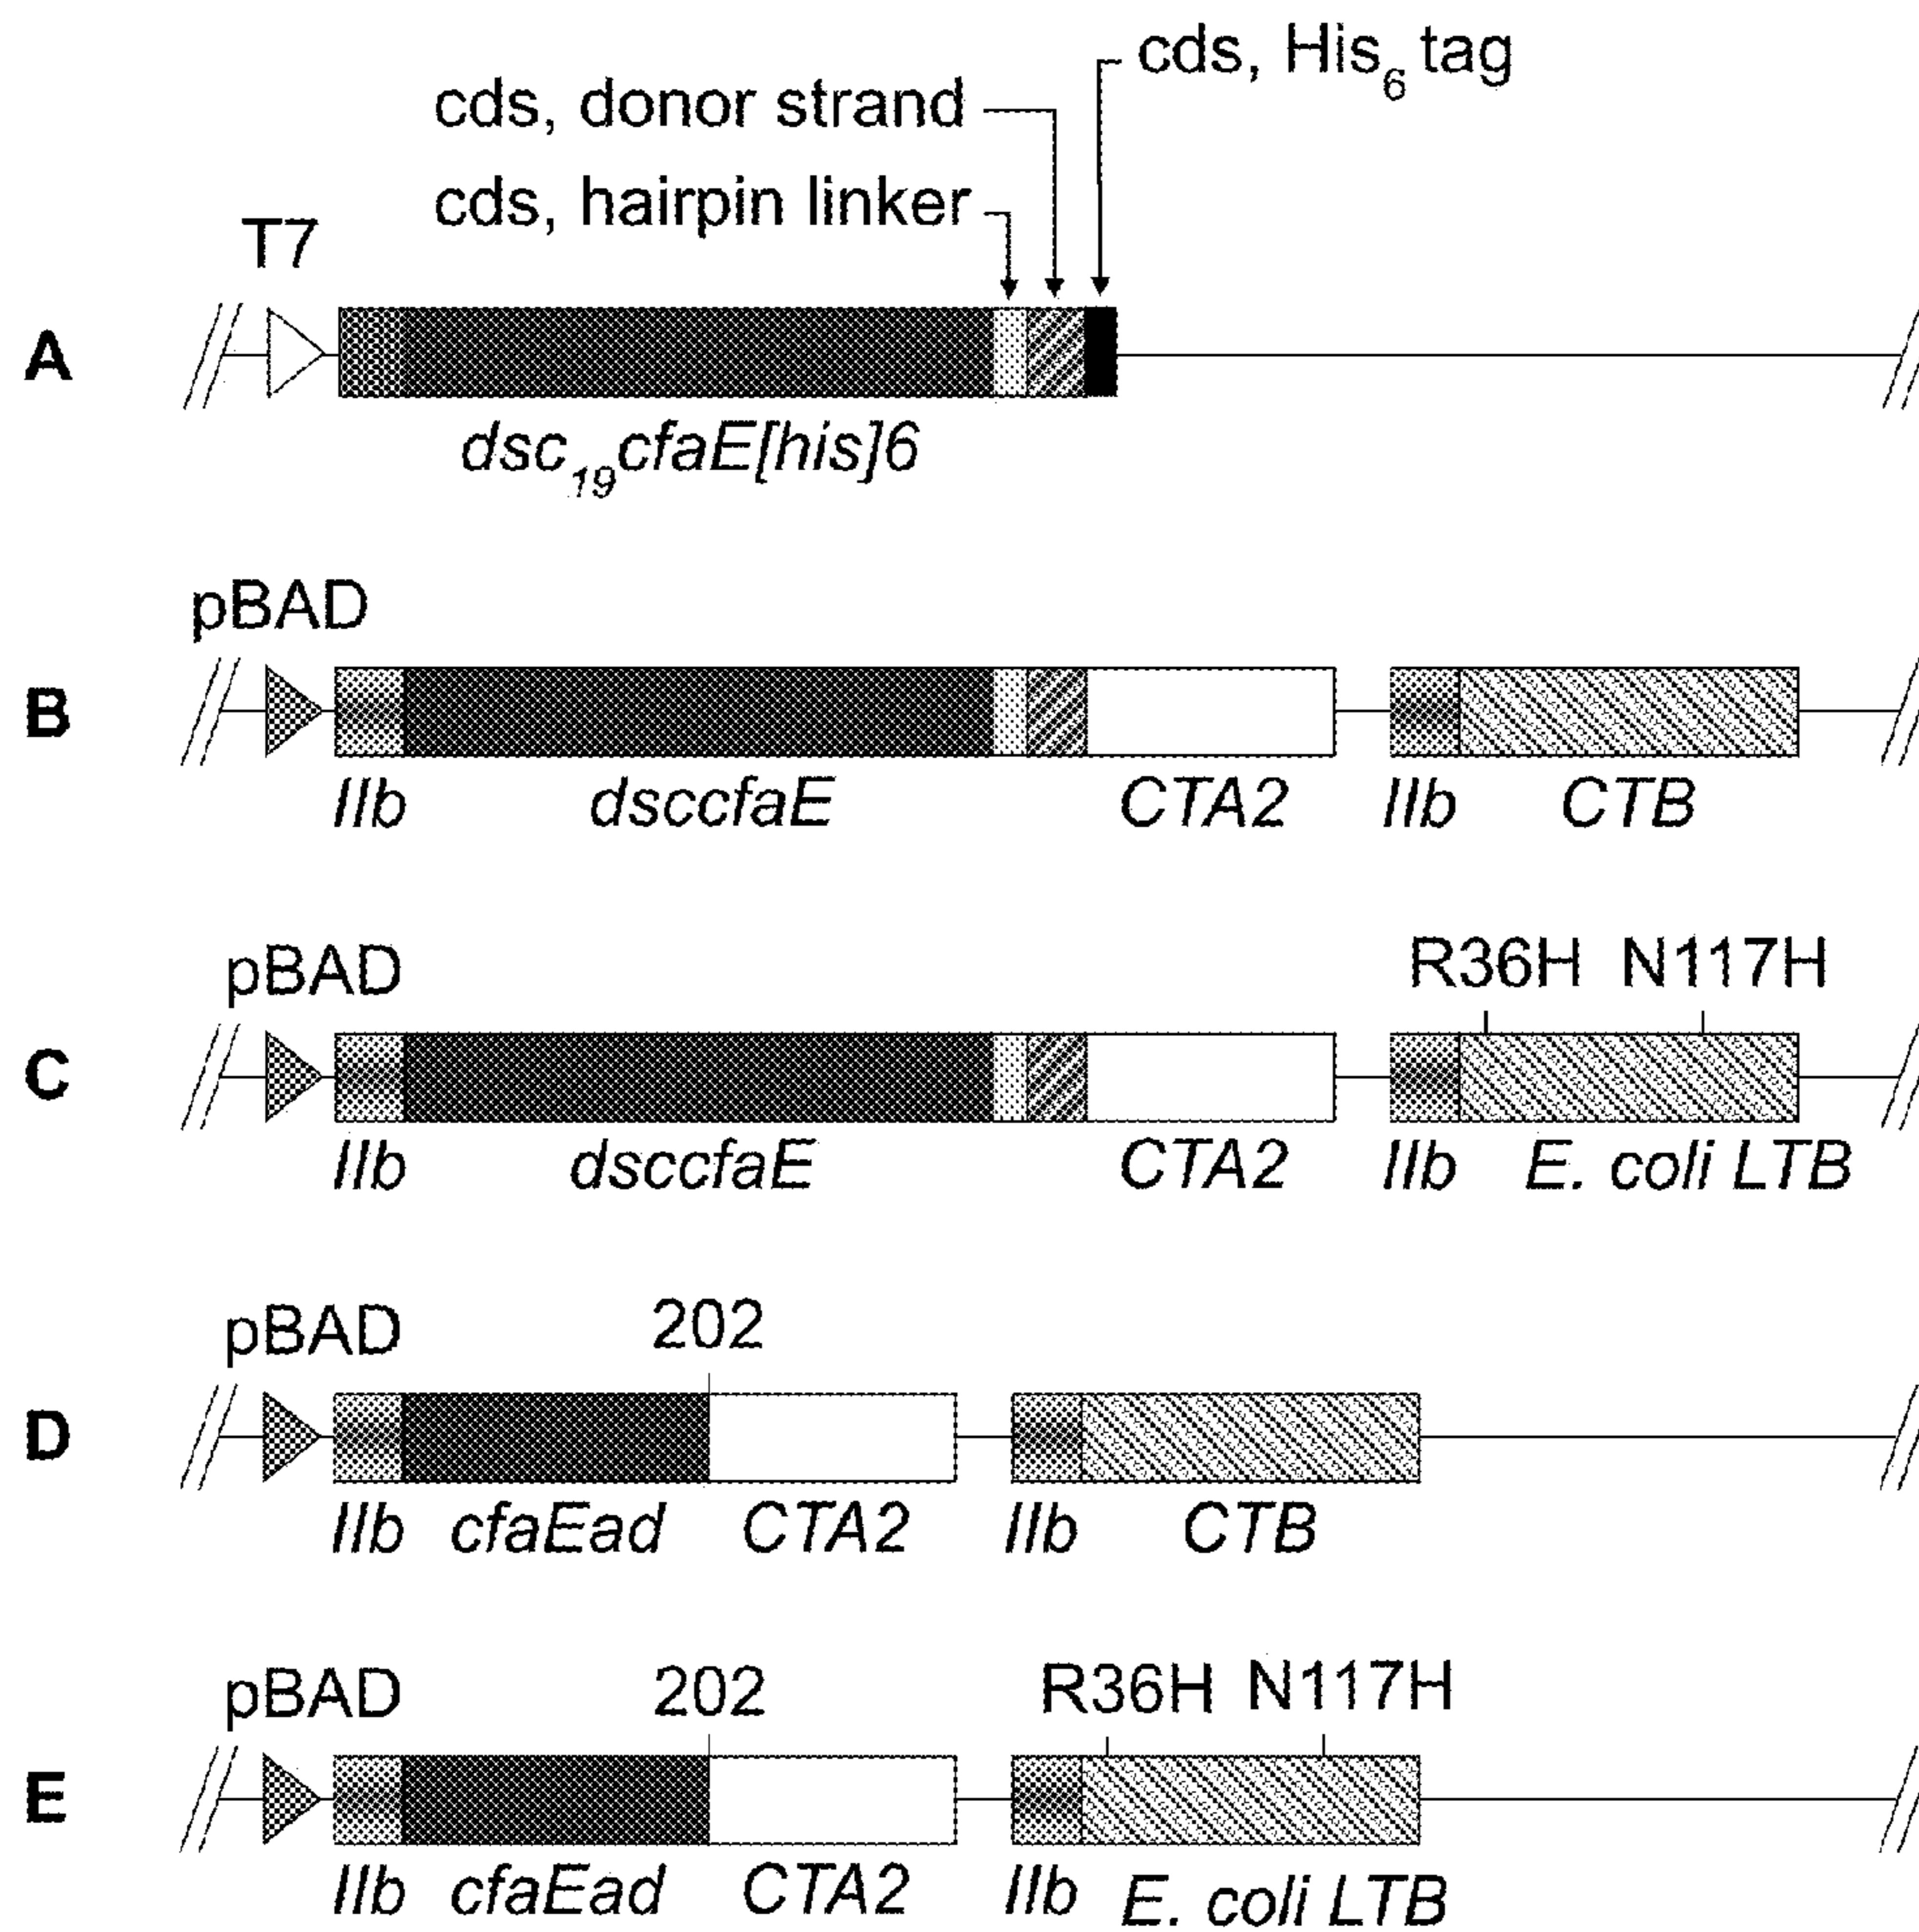 cds, His6 tag
cds, donor strand
cds, hairpin linker
T7
A
dsc19cfaE[his]6
pBAD
B
IIb dsccfaE CTA2 IIb CTB
pBAD R36H N117H
C
IIb dsccfaE CTA2 IIb E. coli LTB
pBAD 202
D
IIb cfaEad CTA2 IIb CTB
pBAD 202 R36H N117H
E
IIb cfaEad CTA2 IIb E. coli LTB